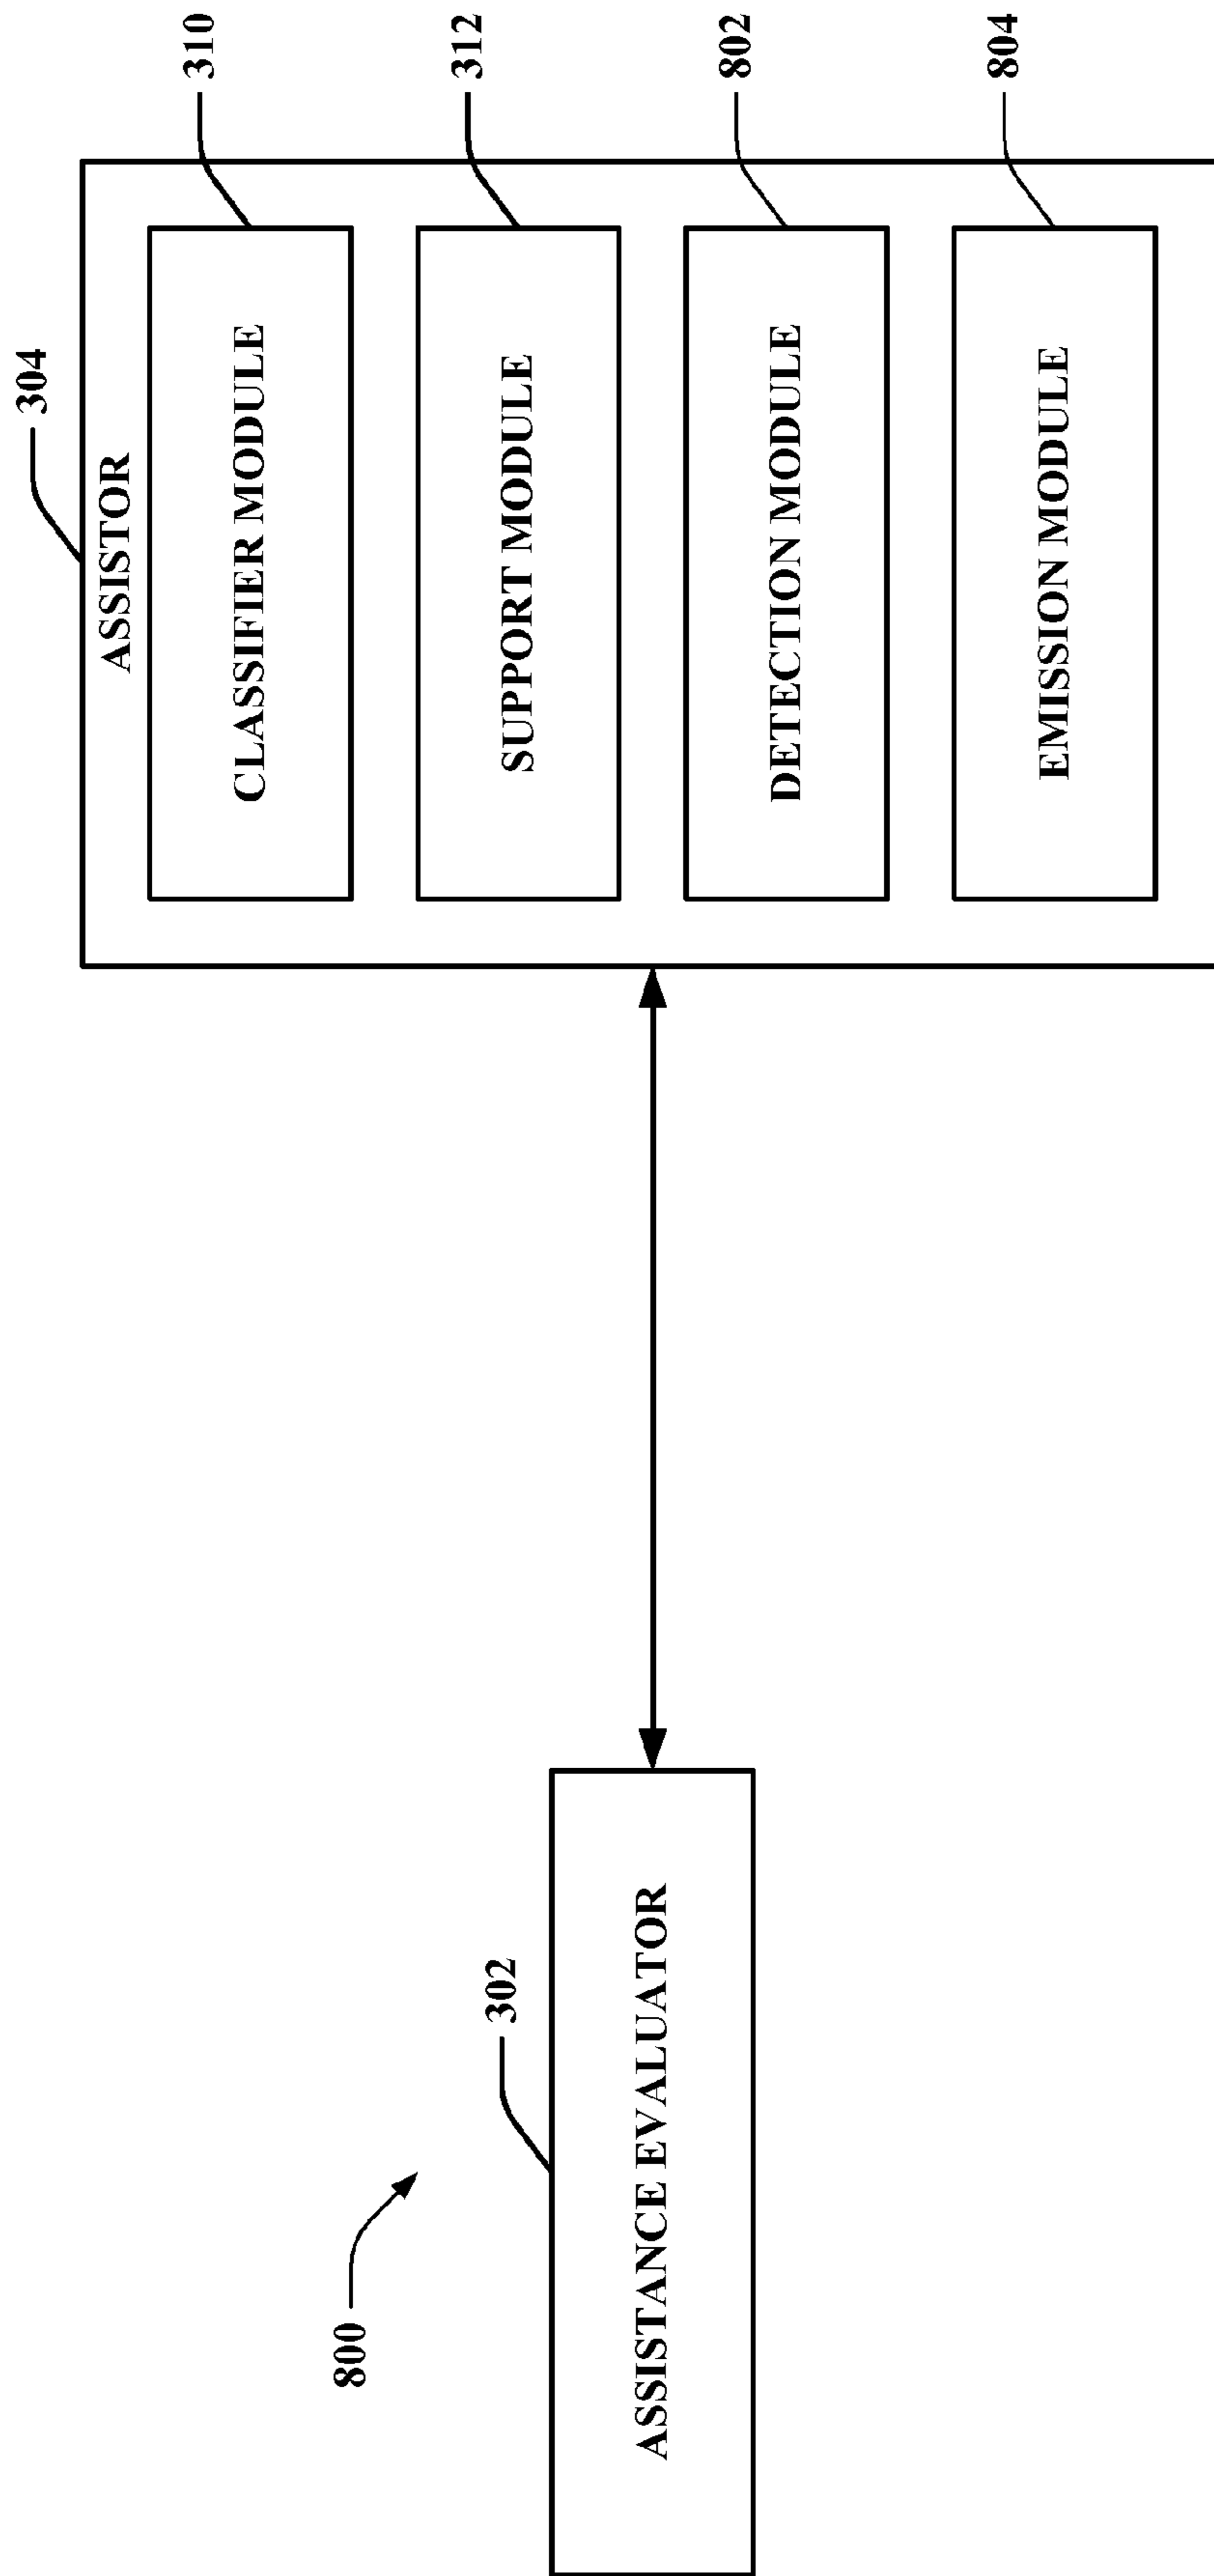 800
302
ASSISTANCE EVALUATOR
304
ASSISTOR
310
CLASSIFIER MODULE
312
SUPPORT MODULE
802
DETECTION MODULE
804
EMISSION MODULE